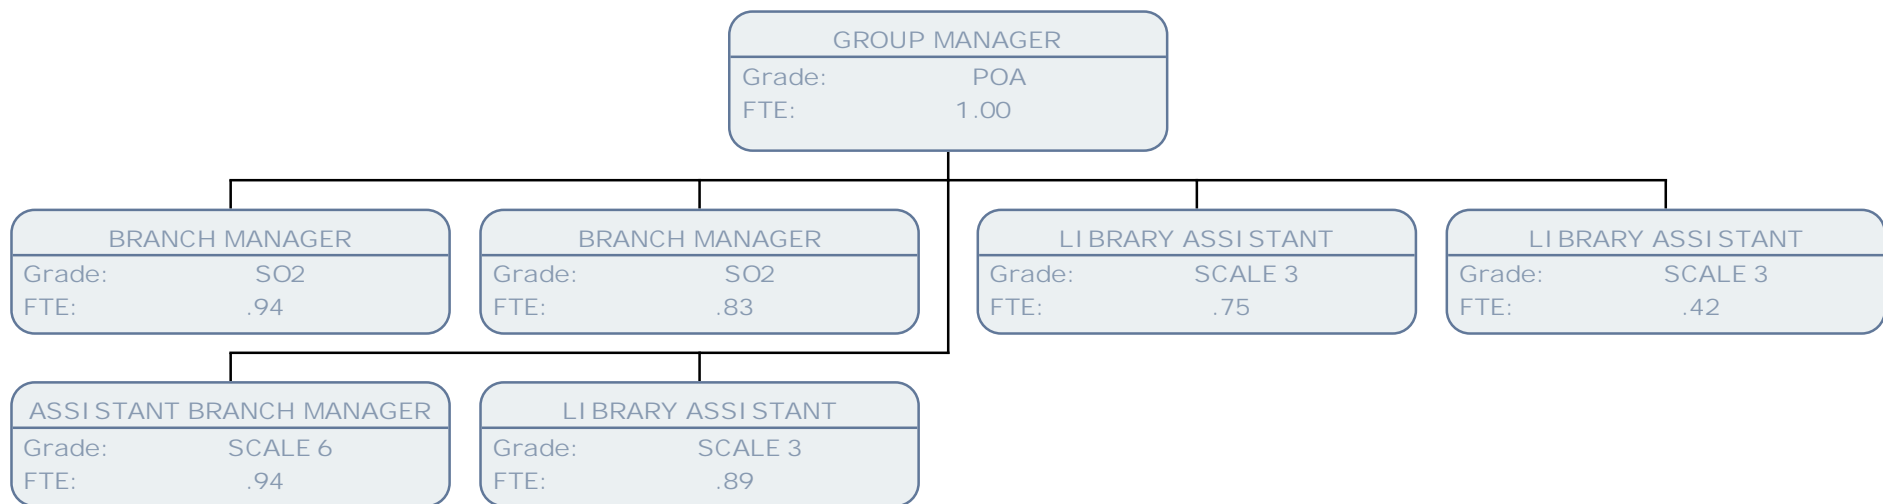 GROUP MANAGER
Grade: POA
FTE: 1.00
BRANCH MANAGER
Grade: SO2
FTE: .94
BRANCH MANAGER
Grade: SO2
FTE: .83
LIBRARY ASSISTANT
Grade: SCALE 3
FTE: .75
LIBRARY ASSISTANT
Grade: SCALE 3
FTE: .42
ASSISTANT BRANCH MANAGER
Grade: SCALE 6
FTE: .94
LIBRARY ASSISTANT
Grade: SCALE 3
FTE: .89